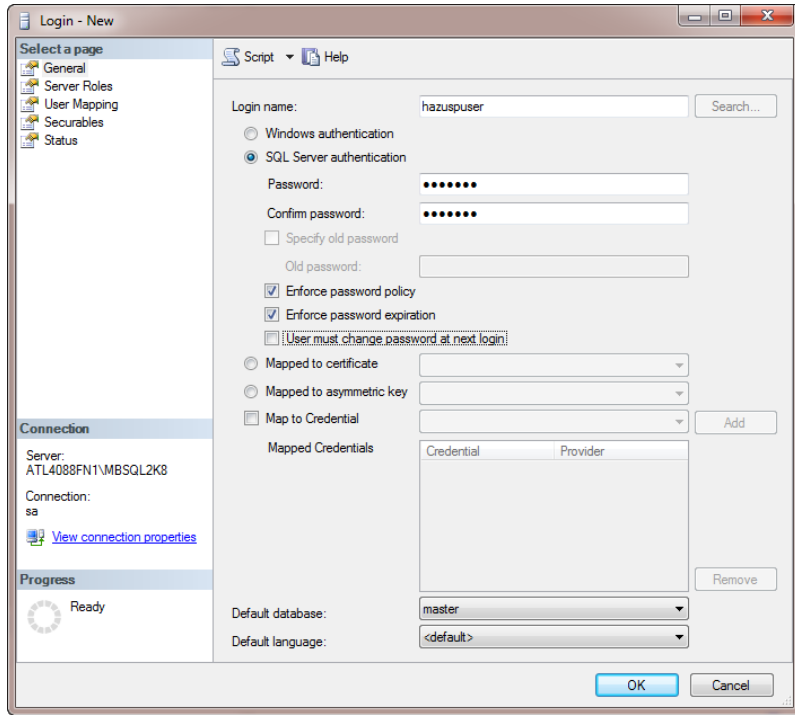 Login - New
Select a page
General
Server Roles
User Mapping
Securables
Status
Script Help
Login name: hazuspuser Search...
Windows authentication
SQL Server authentication
Password: •••••••
Confirm password: •••••••
Specify old password
Old password:
Enforce password policy
Enforce password expiration
User must change password at next login
Mapped to certificate
Mapped to asymmetric key
Map to Credential Add
Mapped Credentials Credential Provider
Remove
Default database: master
Default language: <default>
Connection
Server:
ATL4088FN1\MBSQL2K8
Connection:
sa
View connection properties
Progress
Ready
OK Cancel